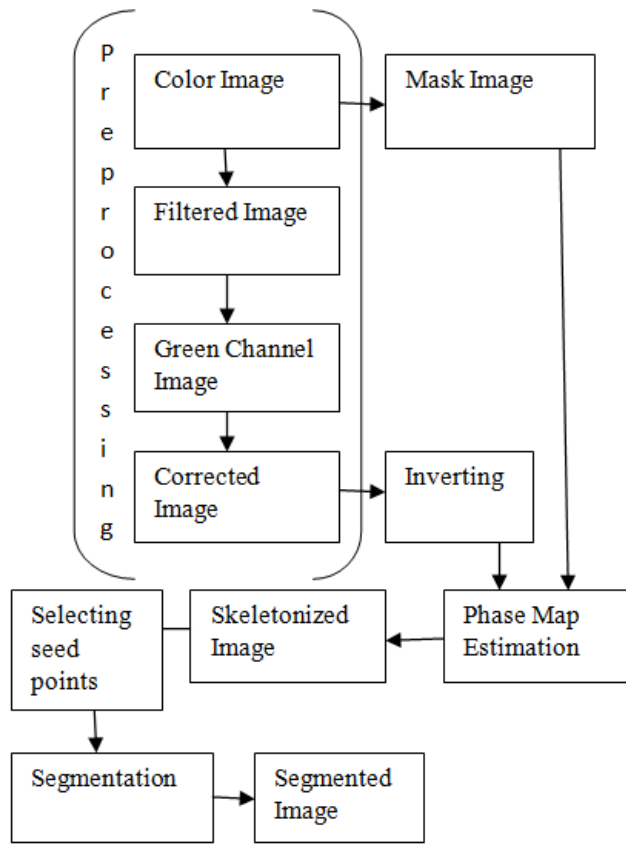 Preprocessing
Color Image
Mask Image
Filtered Image
Green Channel
Image
Corrected
Image
Inverting
Selecting
seed
points
Skeletonized
Image
Phase Map
Estimation
Segmentation
Segmented
Image